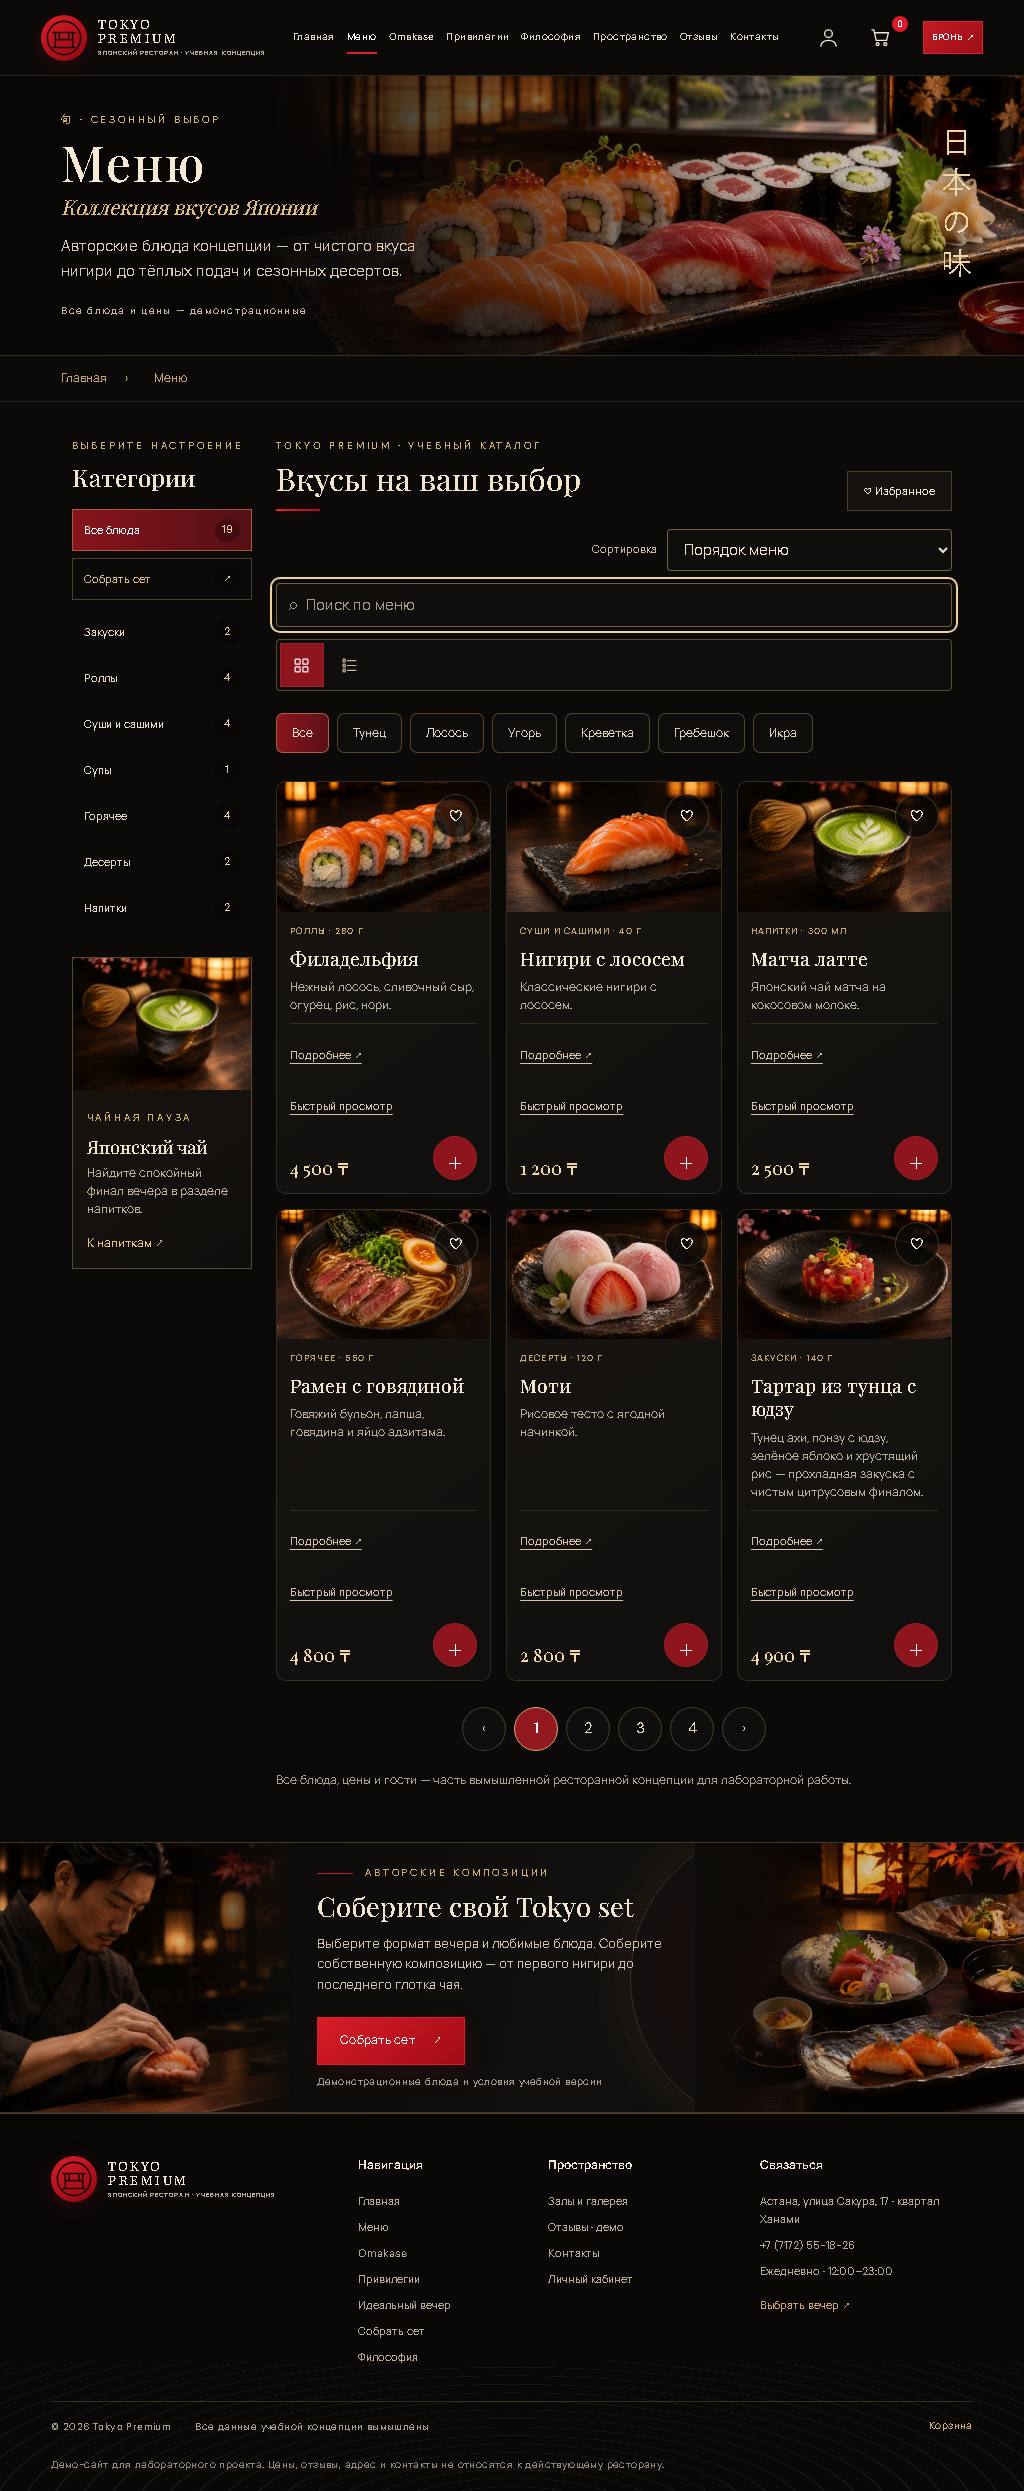 TOKYO
PREMIUM
ЯПОНСКИЙ РЕСТОРАН · УЧЕБНАЯ КОНЦЕПЦИЯ
Главная Меню Omakase Привилегии Философия Пространство Отзывы Контакты
0
БРОНЬ ↗
旬 · СЕЗОННЫЙ ВЫБОР
Меню
Коллекция вкусов Японии
Авторские блюда концепции — от чистого вкуса
нигири до тёплых подач и сезонных десертов.
Все блюда и цены — демонстрационные
日本の味
Главная › Меню
ВЫБЕРИТЕ НАСТРОЕНИЕ
Категории
Все блюда 19
Собрать сет ↗
Закуски 2
Роллы 4
Суши и сашими 4
Супы 1
Горячее 4
Десерты 2
Напитки 2
ЧАЙНАЯ ПАУЗА
Японский чай
Найдите спокойный
финал вечера в разделе
напитков.
К напиткам ↗
TOKYO PREMIUM · УЧЕБНЫЙ КАТАЛОГ
Вкусы на ваш выбор
♡ Избранное
Сортировка Порядок меню
Поиск по меню
Все Тунец Лосось Угорь Креветка Гребешок Икра
РОЛЛЫ · 280 Г
Филадельфия
Нежный лосось, сливочный сыр,
огурец, рис, нори.
Подробнее ↗
Быстрый просмотр
4 500 ₸
+
СУШИ И САШИМИ · 40 Г
Нигири с лососем
Классические нигири с
лососем.
Подробнее ↗
Быстрый просмотр
1 200 ₸
+
НАПИТКИ · 300 МЛ
Матча латте
Японский чай матча на
кокосовом молоке.
Подробнее ↗
Быстрый просмотр
2 500 ₸
+
ГОРЯЧЕЕ · 550 Г
Рамен с говядиной
Говяжий бульон, лапша,
говядина и яйцо адзитама.
Подробнее ↗
Быстрый просмотр
4 800 ₸
+
ДЕСЕРТЫ · 120 Г
Моти
Рисовое тесто с ягодной
начинкой.
Подробнее ↗
Быстрый просмотр
2 800 ₸
+
ЗАКУСКИ · 140 Г
Тартар из тунца с
юдзу
Тунец ахи, понзу с юдзу,
зелёное яблоко и хрустящий
рис — прохладная закуска с
чистым цитрусовым финалом.
Подробнее ↗
Быстрый просмотр
4 900 ₸
+
‹ 1 2 3 4 ›
Все блюда, цены и гости — часть вымышленной ресторанной концепции для лабораторной работы.
АВТОРСКИЕ КОМПОЗИЦИИ
Соберите свой Tokyo set
Выберите формат вечера и любимые блюда. Соберите
собственную композицию — от первого нигири до
последнего глотка чая.
Собрать сет ↗
Демонстрационные блюда и условия учебной версии
TOKYO
PREMIUM
ЯПОНСКИЙ РЕСТОРАН · УЧЕБНАЯ КОНЦЕПЦИЯ
Навигация
Главная
Меню
Omakase
Привилегии
Идеальный вечер
Собрать сет
Философия
Пространство
Залы и галерея
Отзывы · демо
Контакты
Личный кабинет
Связаться
Астана, улица Сакура, 17 · квартал
Ханами
+7 (7172) 55-18-26
Ежедневно · 12:00–23:00
Выбрать вечер ↗
© 2026 Tokyo Premium Все данные учебной концепции вымышлены
Корзина
Демо-сайт для лабораторного проекта. Цены, отзывы, адрес и контакты не относятся к действующему ресторану.